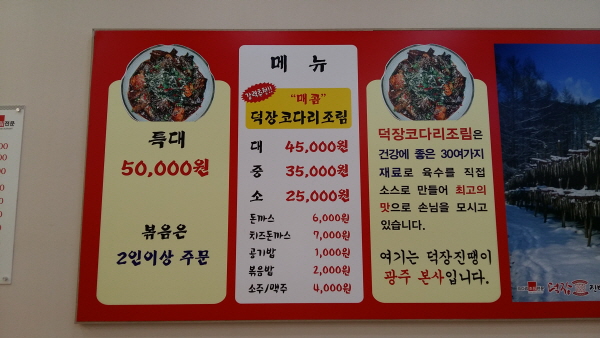 특대
50,000원
볶음은
2인이상 주문
메 뉴
강력추천!!
"매콤"
덕장코다리조림
대 45,000원
중 35,000원
소 25,000원
돈까스 6,000원
치즈돈까스 7,000원
공기밥 1,000원
볶음밥 2,000원
소주/맥주 4,000원
덕장코다리조림은
건강에 좋은 30여가지
재료로 육수를 직접
소스로 만들어 최고의
맛으로 손님을 모시고
있습니다.
여기는 덕장진땡이
광주 본사입니다.
덕장